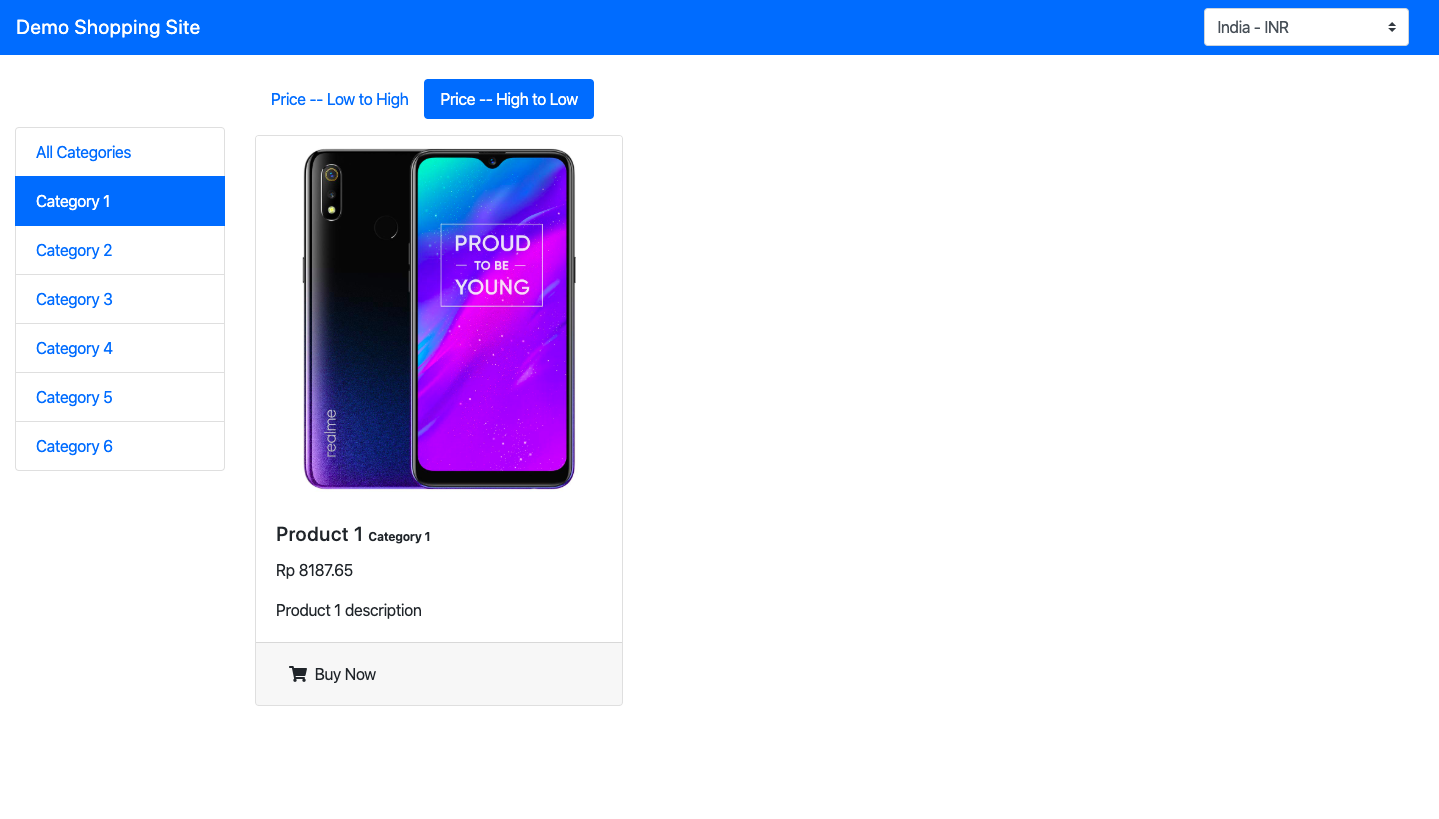 Demo Shopping Site
India - INR
Price -- Low to High
Price -- High to Low
All Categories
Category 1
Category 2
Category 3
Category 4
Category 5
Category 6
PROUD
TO BE
YOUNG
realme
Product 1 Category 1
Rp 8187.65
Product 1 description
Buy Now